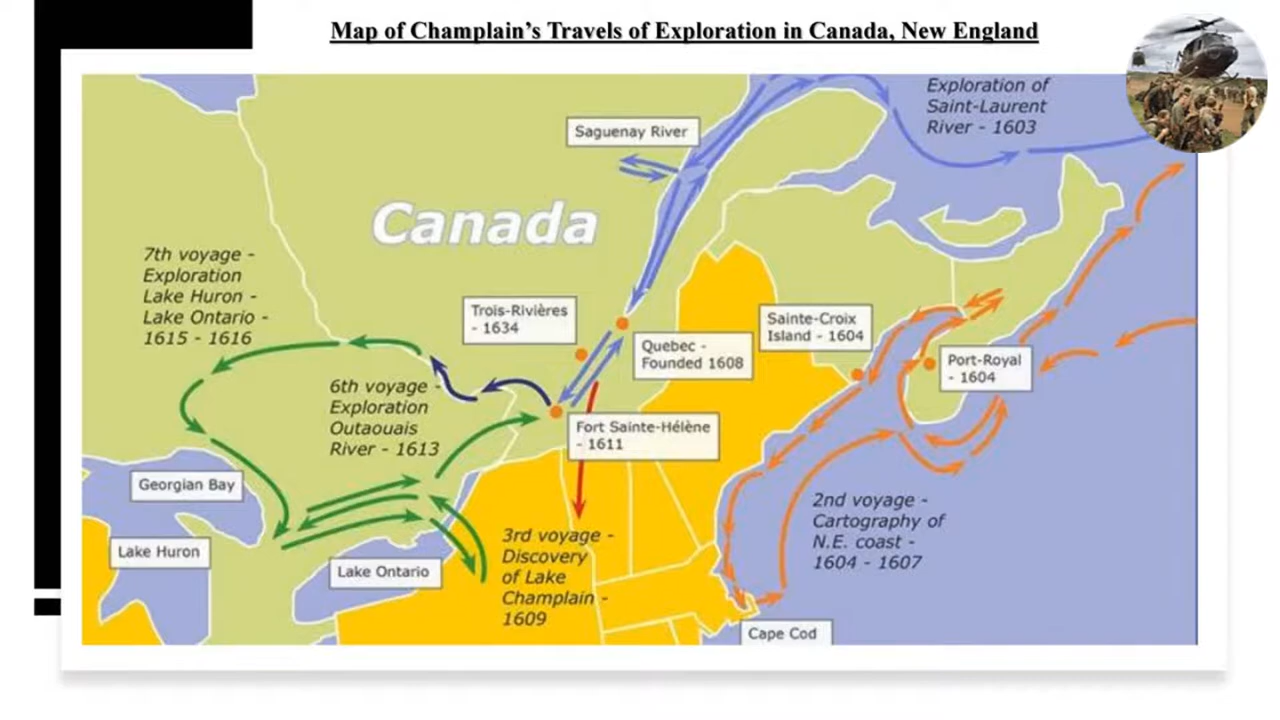 Map of Champlain's Travels of Exploration in Canada, New England
Exploration of
Saint-Laurent
River - 1603
Saguenay River
Canada
7th voyage -
Exploration
Lake Huron -
Lake Ontario -
1615 - 1616
Trois-Rivières
- 1634
Sainte-Croix
Island - 1604
Quebec -
Founded 1608
Port-Royal
- 1604
6th voyage -
Exploration
Outaouais
River - 1613
Fort Sainte-Hélène
- 1611
Georgian Bay
2nd voyage -
Cartography of
N.E. coast -
1604 - 1607
3rd voyage -
Discovery
of Lake
Champlain -
1609
Lake Huron
Lake Ontario
Cape Cod